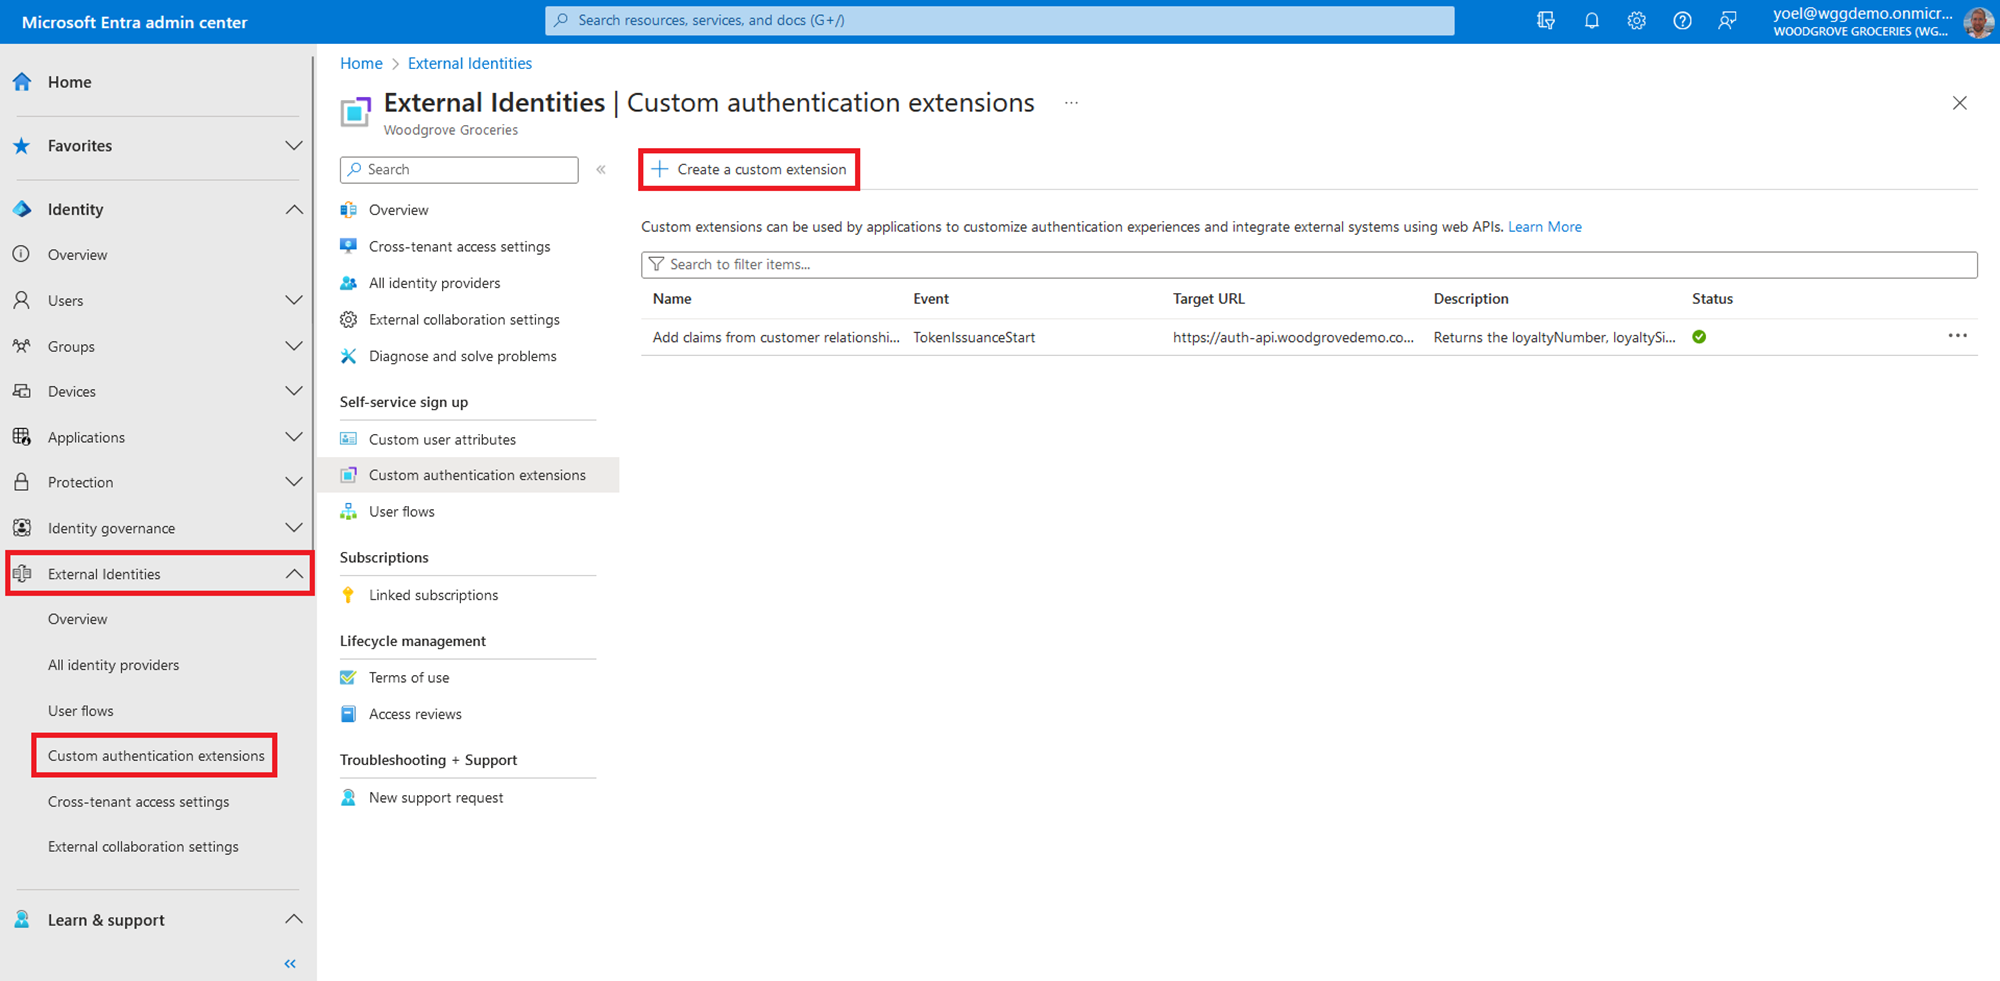 Microsoft Entra admin center
Search resources, services, and docs (G+/)
yoel@wggdemo.onmicr...
WOODGROVE GROCERIES (WG...
Home
Favorites
Identity
Overview
Users
Groups
Devices
Applications
Protection
Identity governance
External Identities
Overview
All identity providers
User flows
Custom authentication extensions
Cross-tenant access settings
External collaboration settings
Learn & support
Home > External Identities
External Identities | Custom authentication extensions ...
Woodgrove Groceries
Search
Overview
Cross-tenant access settings
All identity providers
External collaboration settings
Diagnose and solve problems
Self-service sign up
Custom user attributes
Custom authentication extensions
User flows
Subscriptions
Linked subscriptions
Lifecycle management
Terms of use
Access reviews
Troubleshooting + Support
New support request
Create a custom extension
Custom extensions can be used by applications to customize authentication experiences and integrate external systems using web APIs. Learn More
Search to filter items...
Name Event Target URL Description Status
Add claims from customer relationshi... TokenIssuanceStart https://auth-api.woodgrovedemo.co... Returns the loyaltyNumber, loyaltySi...